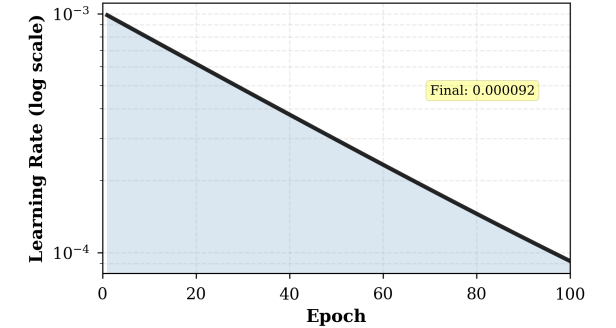 Learning Rate (log scale)
10⁻³
10⁻⁴
Final: 0.000092
0 20 40 60 80 100
Epoch